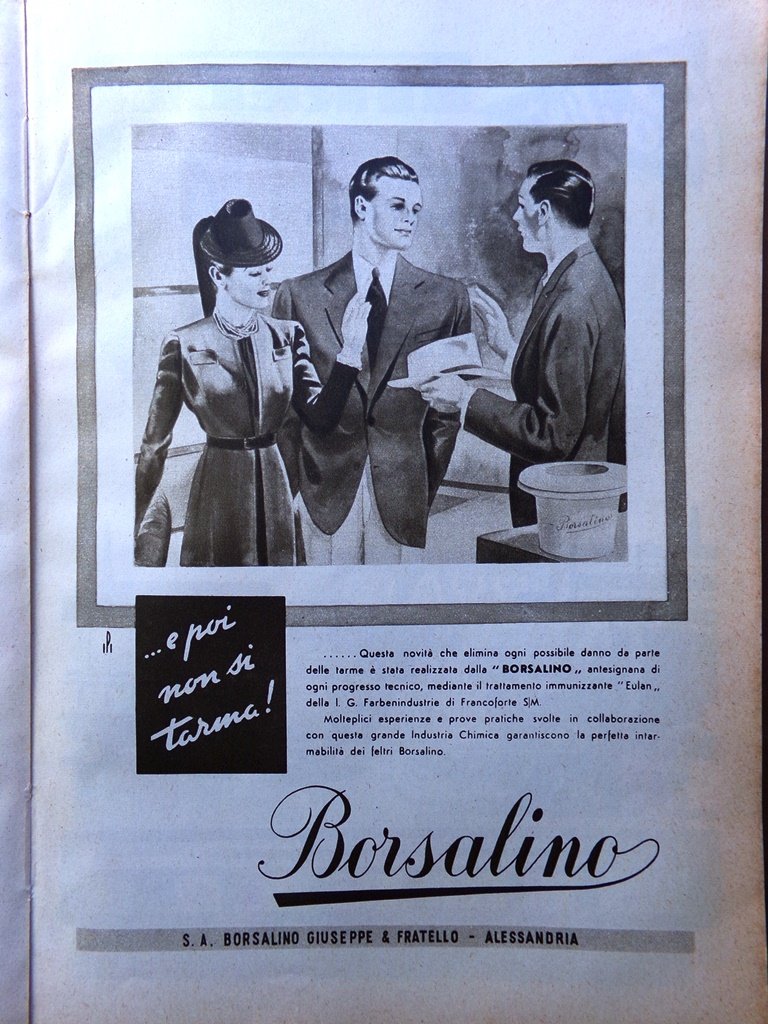 Borsalino
...e poi
non si
tarma!
......Questa novità che elimina ogni possibile danno da parte
delle tarme è stata realizzata dalla "BORSALINO„ antesignana di
ogni progresso tecnico, mediante il trattamento immunizzante "Eulan„
della I. G. Farbenindustrie di Francoforte S/M.
Molteplici esperienze e prove pratiche svolte in collaborazione
con questa grande Industria Chimica garantiscono la perfetta intar-
mabilità dei feltri Borsalino.
Borsalino
S. A. BORSALINO GIUSEPPE & FRATELLO - ALESSANDRIA